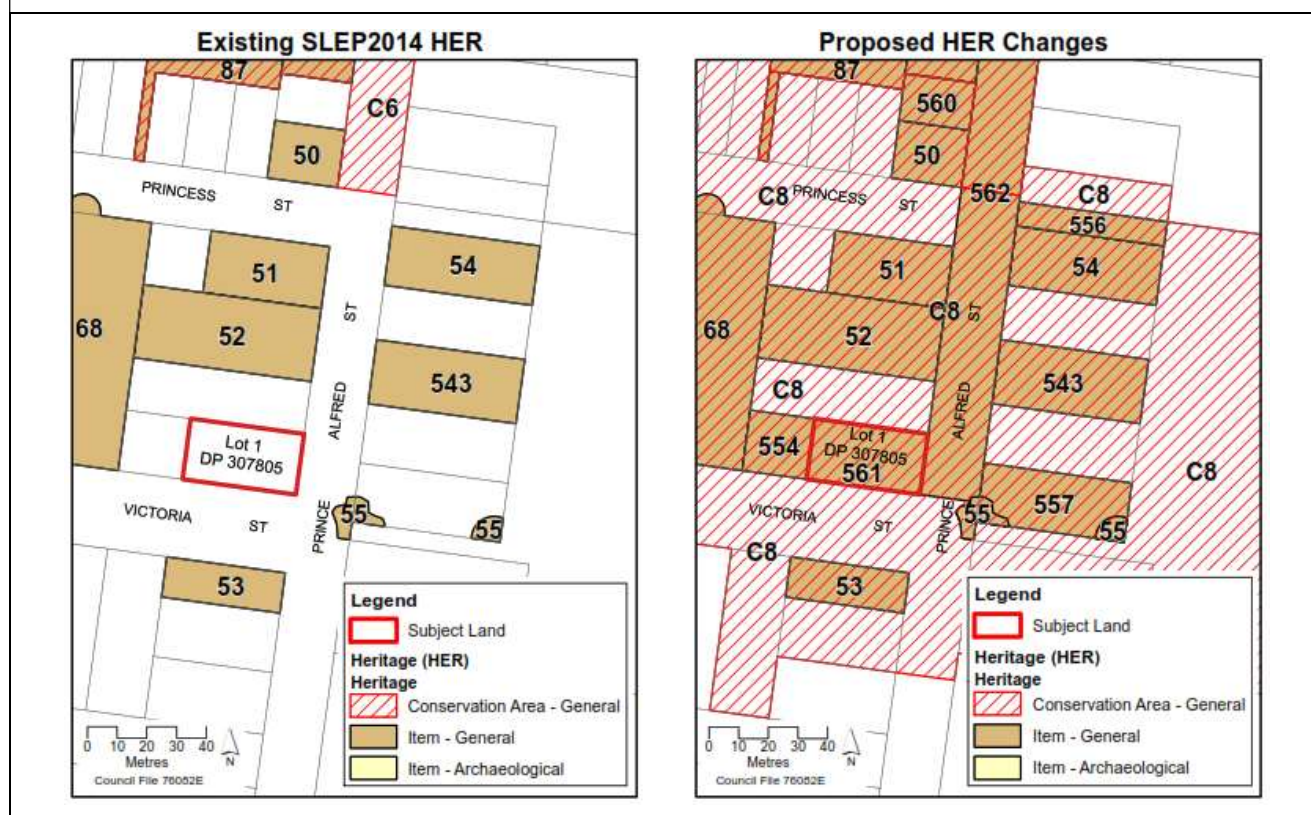 Existing SLEP2014 HER
87
C6
50
PRINCESS ST
51
54
ST
68
52
543
ALFRED
Lot 1
DP 307805
PRINCE
VICTORIA ST
55
55
53
Legend
Subject Land
Heritage (HER)
Heritage
Conservation Area - General
Item - General
Item - Archaeological
0 10 20 30 40
Metres
N
Council File 76082E
Proposed HER Changes
87
560
50
C8 PRINCESS ST
562
C8
556
51
54
C8 ST
68
52
543
C8
ALFRED
554
Lot 1
DP 307805
561
C8
PRINCE
VICTORIA ST
557
55
55
C8
53
Legend
Subject Land
Heritage (HER)
Heritage
Conservation Area - General
Item - General
Item - Archaeological
0 10 20 30 40
Metres
N
Council File 76082E